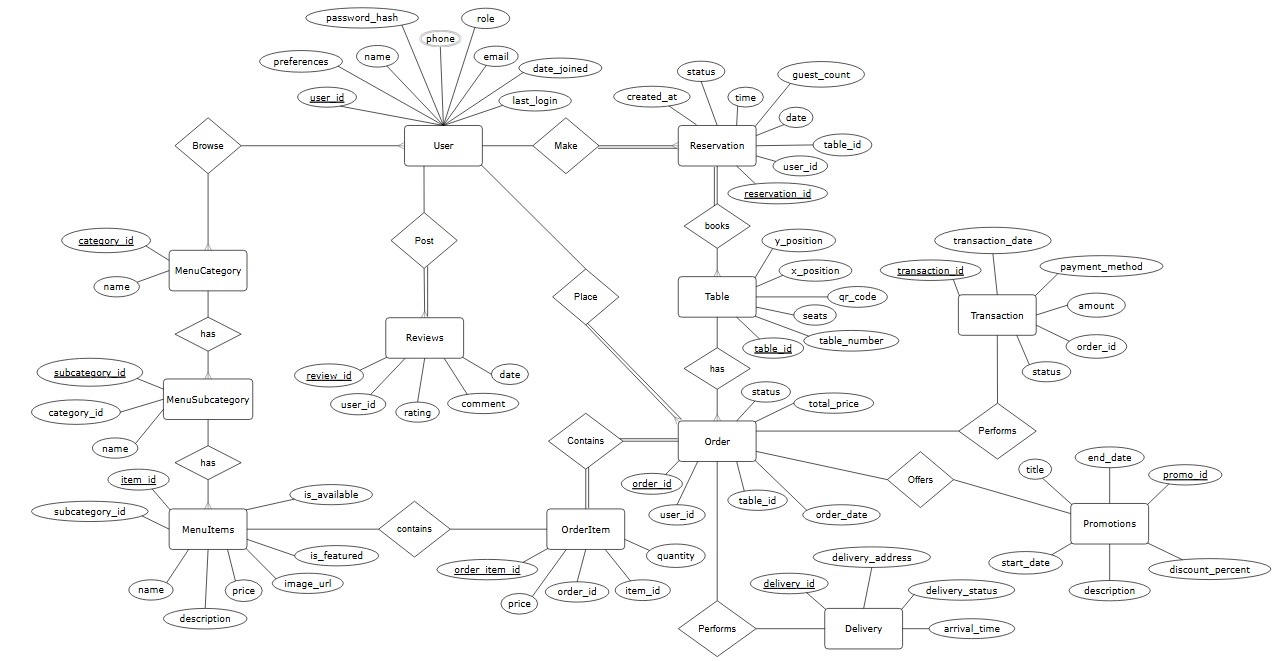 password_hash
role
phone
name
email
preferences
date_joined
user_id
last_login
status
guest_count
created_at
time
date
table_id
user_id
reservation_id
Browse
User
Make
Reservation
category_id
MenuCategory
name
Post
books
y_position
x_position
qr_code
seats
table_number
table_id
Place
Table
transaction_date
transaction_id
payment_method
Transaction
amount
order_id
status
has
Reviews
review_id
date
user_id
rating
comment
has
subcategory_id
MenuSubcategory
category_id
name
status
total_price
Contains
Order
Performs
has
item_id
order_id
user_id
table_id
order_date
Offers
title
end_date
promo_id
subcategory_id
is_available
MenuItems
contains
OrderItem
Promotions
is_featured
quantity
start_date
discount_percent
order_item_id
name
price
image_url
description
price
order_id
item_id
description
delivery_address
delivery_id
delivery_status
Performs
Delivery
arrival_time